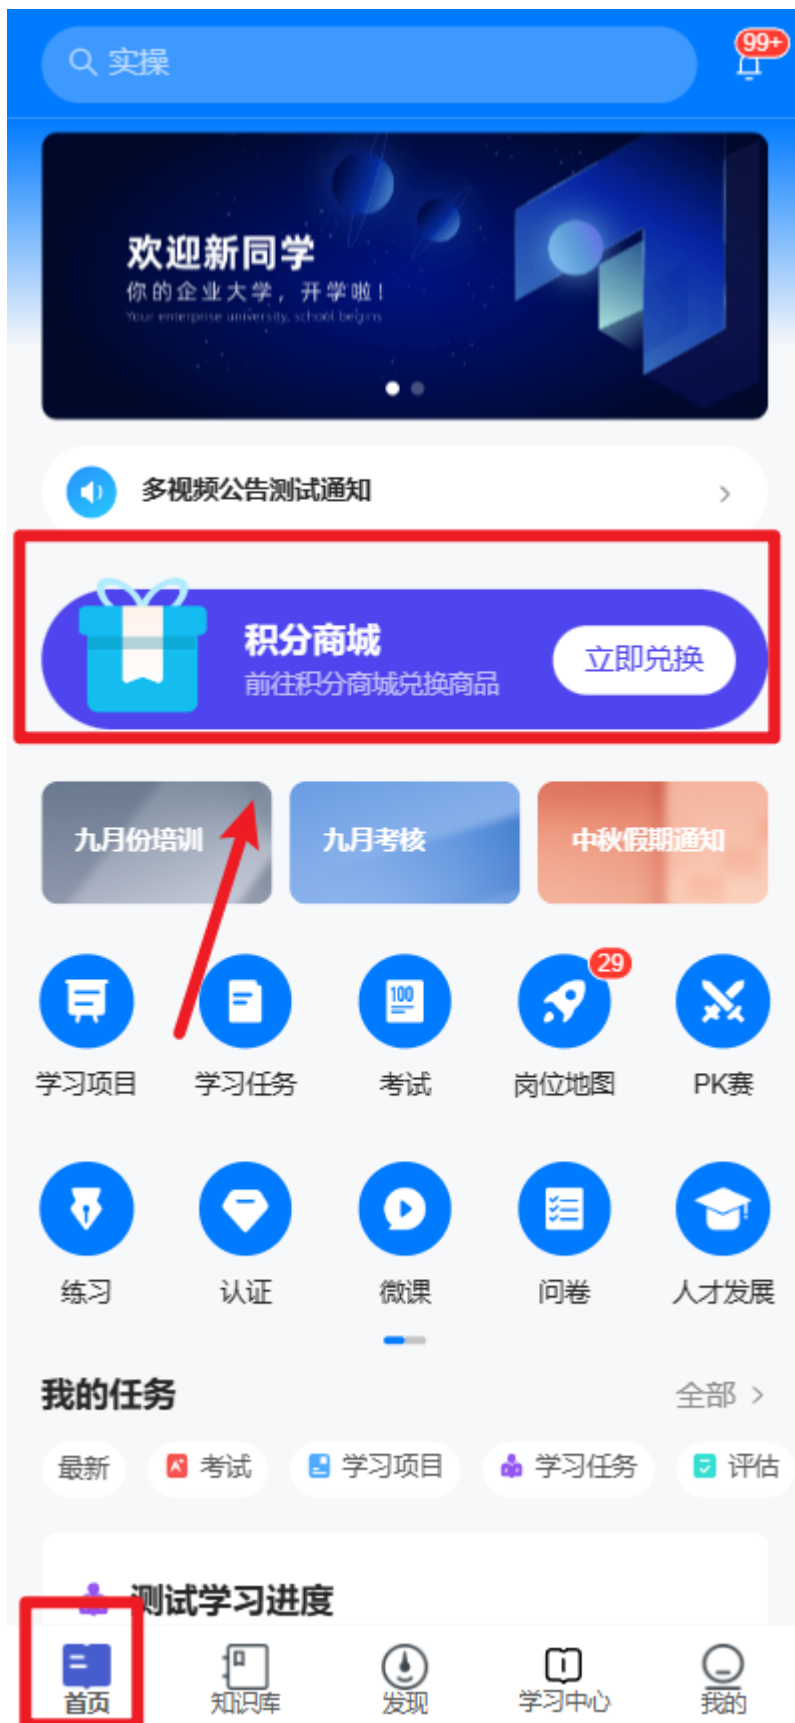 实操
99+
欢迎新同学
你的企业大学，开学啦！
Your enterprise university, school begins
多视频公告测试通知
积分商城
前往积分商城兑换商品
立即兑换
九月份培训
九月考核
中秋假期通知
100
29
学习项目
学习任务
考试
岗位地图
PK赛
练习
认证
微课
问卷
人才发展
我的任务
全部
最新
考试
学习项目
学习任务
评估
测试学习进度
首页
知识库
发现
学习中心
我的